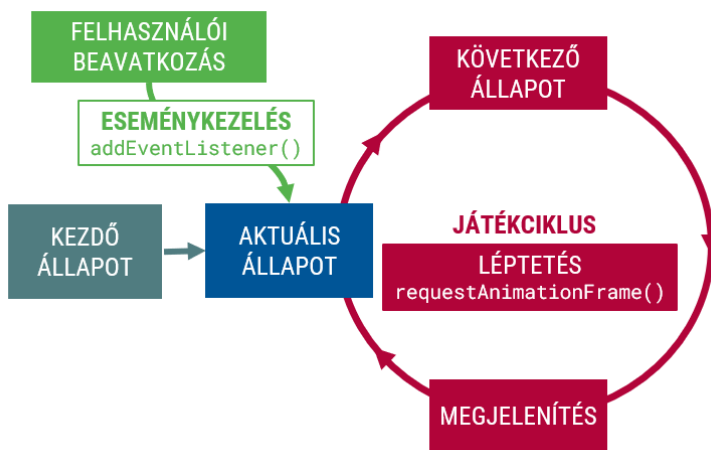 FELHASZNÁLÓI
BEAVATKOZÁS
ESEMÉNYKEZELÉS
addEventListener()
KEZDŐ
ÁLLAPOT
AKTUÁLIS
ÁLLAPOT
KÖVETKEZŐ
ÁLLAPOT
JÁTÉKCIKLUS
LÉPTETÉS
requestAnimationFrame()
MEGJELENÍTÉS